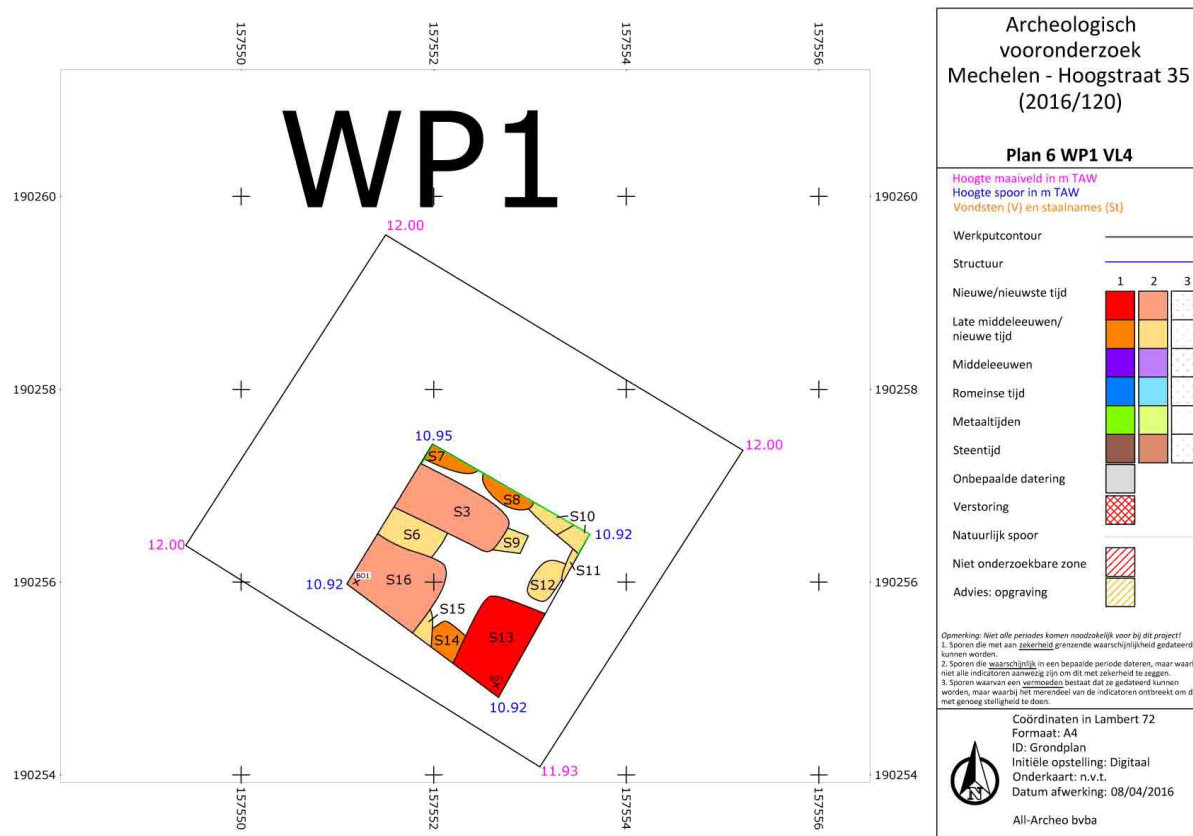 157550
157552
157554
157556
WP1
190260
190260
12.00
190258
190258
12.00
10.95
S7
S8
S3
S10
10.92
S6
S9
12.00
S11
190256
190256
10.92
BO1
S16
S12
S15
S14
S13
10.92
190254
190254
11.93
157550
157552
157554
157556
Archeologisch
vooronderzoek
Mechelen - Hoogstraat 35
(2016/120)
Plan 6 WP1 VL4
Hoogte maaiveld in m TAW
Hoogte spoor in m TAW
Vondsten (V) en staalnames (St)
Werkputcontour
Structuur
1 2 3
Nieuwe/nieuwste tijd
Late middeleeuwen/
nieuwe tijd
Middeleeuwen
Romeinse tijd
Metaaltijden
Steentijd
Onbepaalde datering
Verstoring
Natuurlijk spoor
Niet onderzoekbare zone
Advies: opgraving
Opmerking: Niet alle periodes komen noodzakelijk voor bij dit project!
1. Sporen die met aan zekerheid grenzende waarschijnlijkheid gedateerd
kunnen worden.
2. Sporen die waarschijnlijk in een bepaalde periode dateren, maar waarb
niet alle indicatoren aanwezig zijn om dit met zekerheid te zeggen.
3. Sporen waarvan een vermoeden bestaat dat ze gedateerd kunnen
worden, maar waarbij het merendeel van de indicatoren ontbreekt om d
met genoeg stelligheid te doen.
N
Coördinaten in Lambert 72
Formaat: A4
ID: Grondplan
Initiële opstelling: Digitaal
Onderkaart: n.v.t.
Datum afwerking: 08/04/2016
All-Archeo bvba